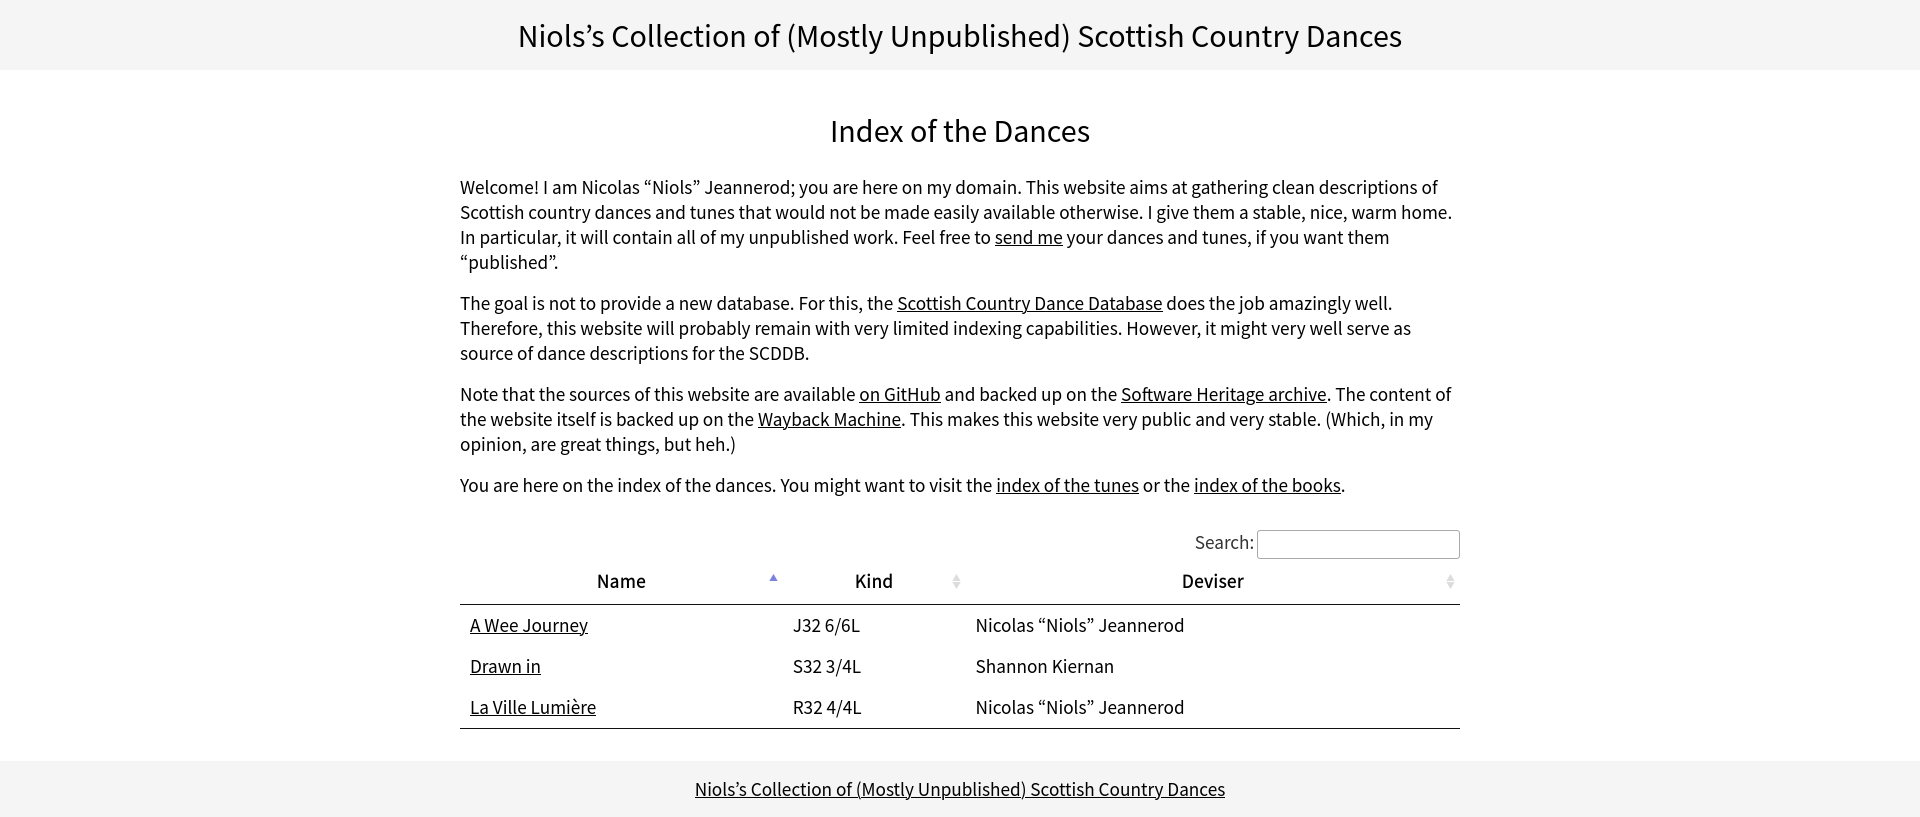 Niols’s Collection of (Mostly Unpublished) Scottish Country Dances
Index of the Dances
Welcome! I am Nicolas “Niols” Jeannerod; you are here on my domain. This website aims at gathering clean descriptions of
Scottish country dances and tunes that would not be made easily available otherwise. I give them a stable, nice, warm home.
In particular, it will contain all of my unpublished work. Feel free to send me your dances and tunes, if you want them
“published”.
The goal is not to provide a new database. For this, the Scottish Country Dance Database does the job amazingly well.
Therefore, this website will probably remain with very limited indexing capabilities. However, it might very well serve as
source of dance descriptions for the SCDDB.
Note that the sources of this website are available on GitHub and backed up on the Software Heritage archive. The content of
the website itself is backed up on the Wayback Machine. This makes this website very public and very stable. (Which, in my
opinion, are great things, but heh.)
You are here on the index of the dances. You might want to visit the index of the tunes or the index of the books.
Search:
Name Kind Deviser
A Wee Journey J32 6/6L Nicolas “Niols” Jeannerod
Drawn in S32 3/4L Shannon Kiernan
La Ville Lumière R32 4/4L Nicolas “Niols” Jeannerod
Niols’s Collection of (Mostly Unpublished) Scottish Country Dances